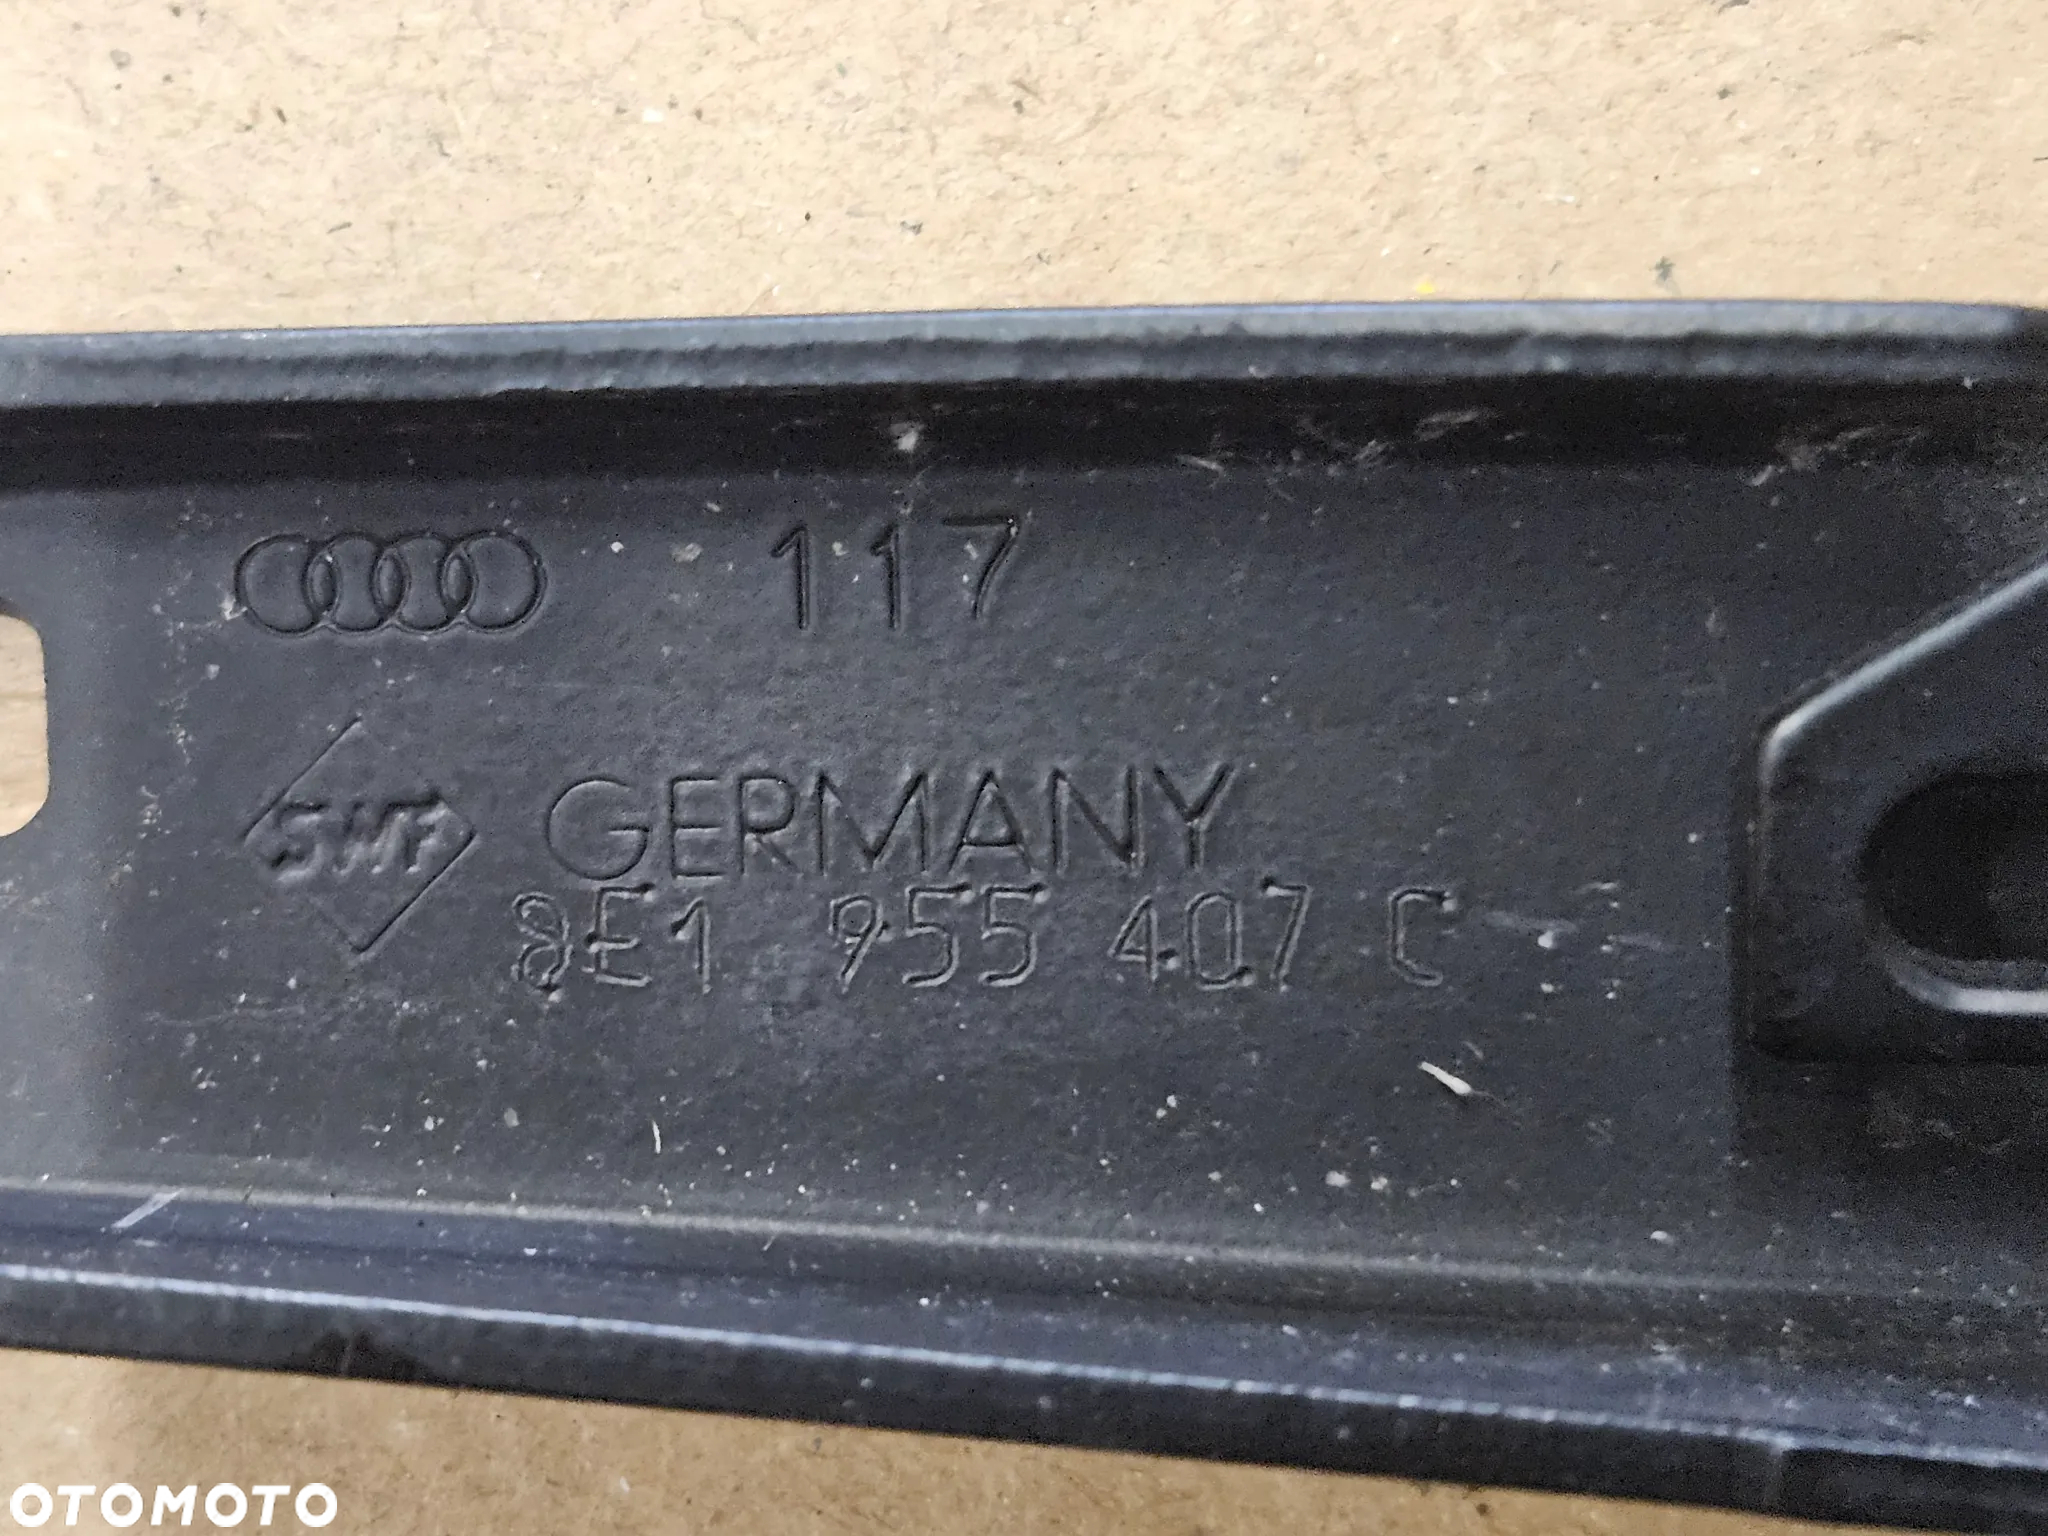 117
SWF
GERMANY
8E1 955 407 C
OTOMOTO